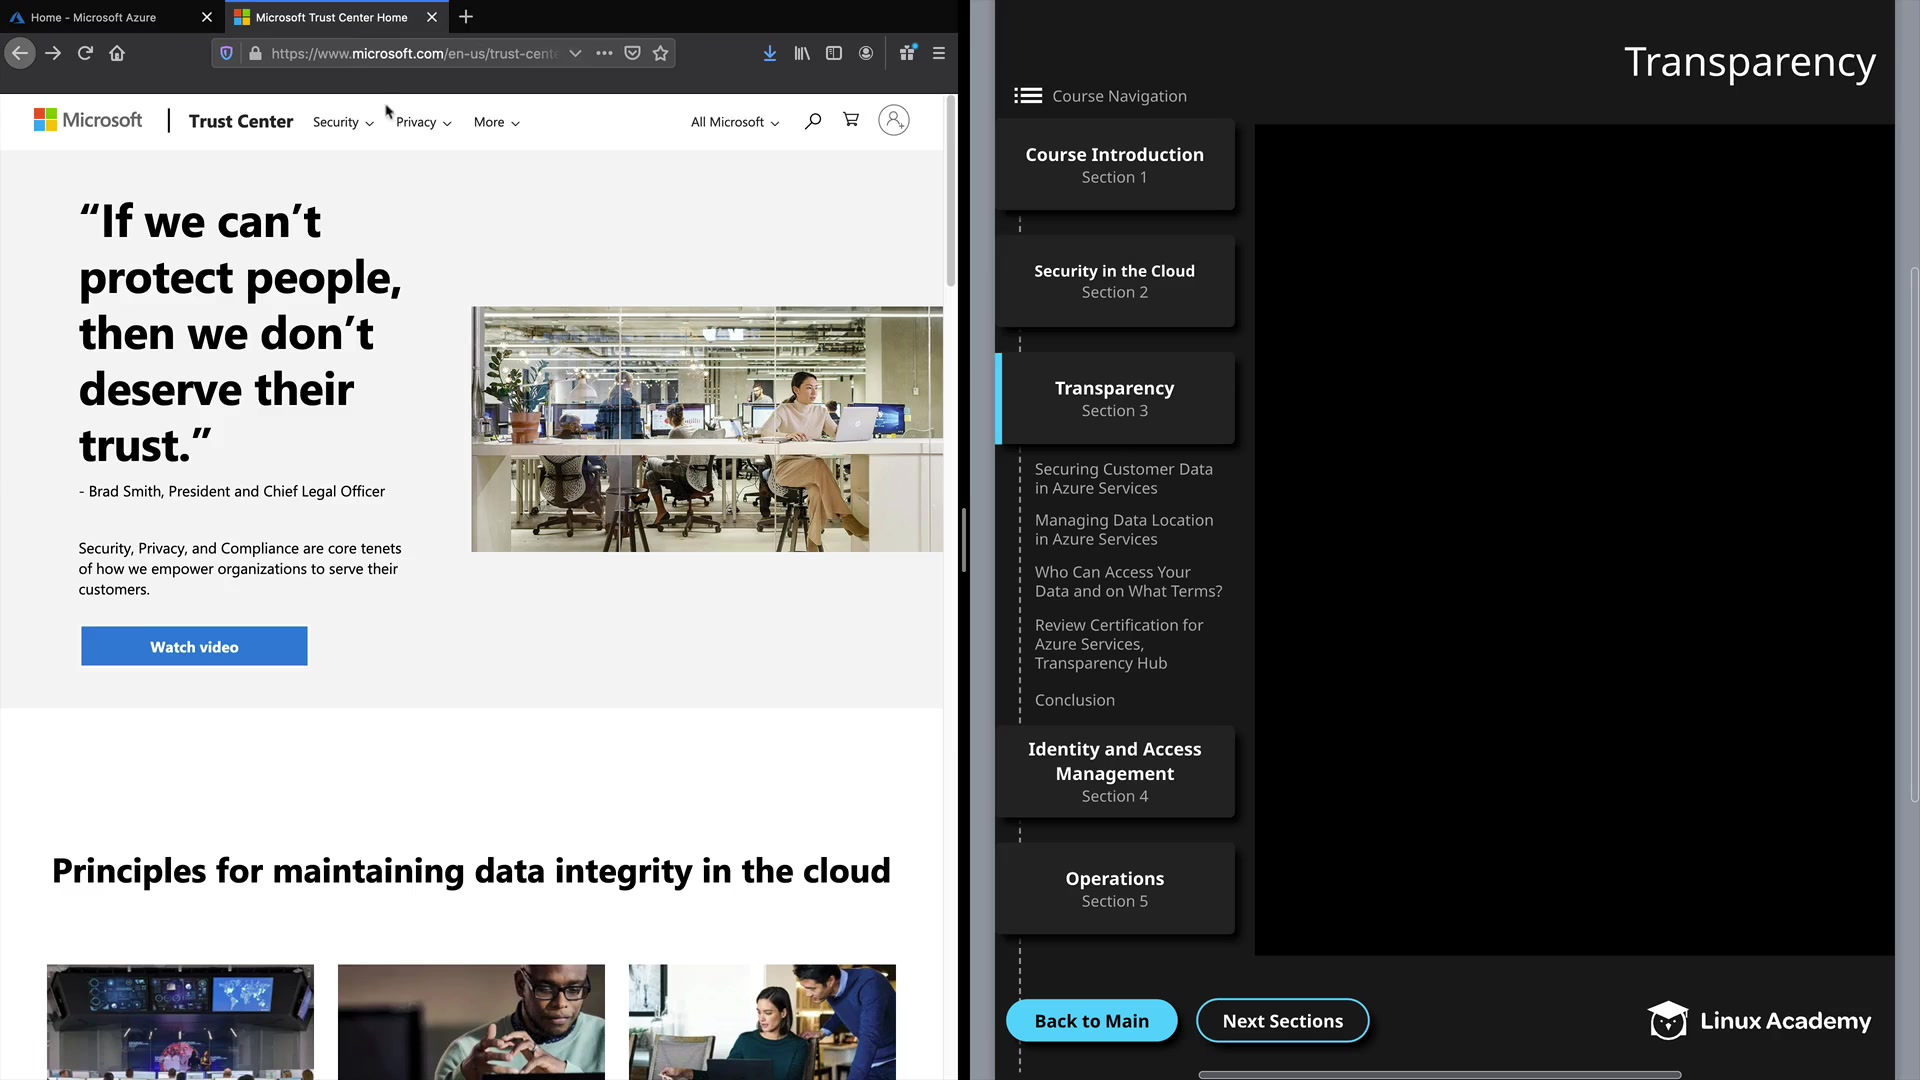 Home - Microsoft Azure
Microsoft Trust Center Home
https://www.microsoft.com/en-us/trust-cente
Microsoft
Trust Center
Security
Privacy
More
All Microsoft
“If we can’t
protect people,
then we don’t
deserve their
trust.”
- Brad Smith, President and Chief Legal Officer
Security, Privacy, and Compliance are core tenets
of how we empower organizations to serve their
customers.
Watch video
Principles for maintaining data integrity in the cloud
Transparency
Course Navigation
Course Introduction
Section 1
Security in the Cloud
Section 2
Transparency
Section 3
Securing Customer Data
in Azure Services
Managing Data Location
in Azure Services
Who Can Access Your
Data and on What Terms?
Review Certification for
Azure Services,
Transparency Hub
Conclusion
Identity and Access
Management
Section 4
Operations
Section 5
Back to Main
Next Sections
Linux Academy